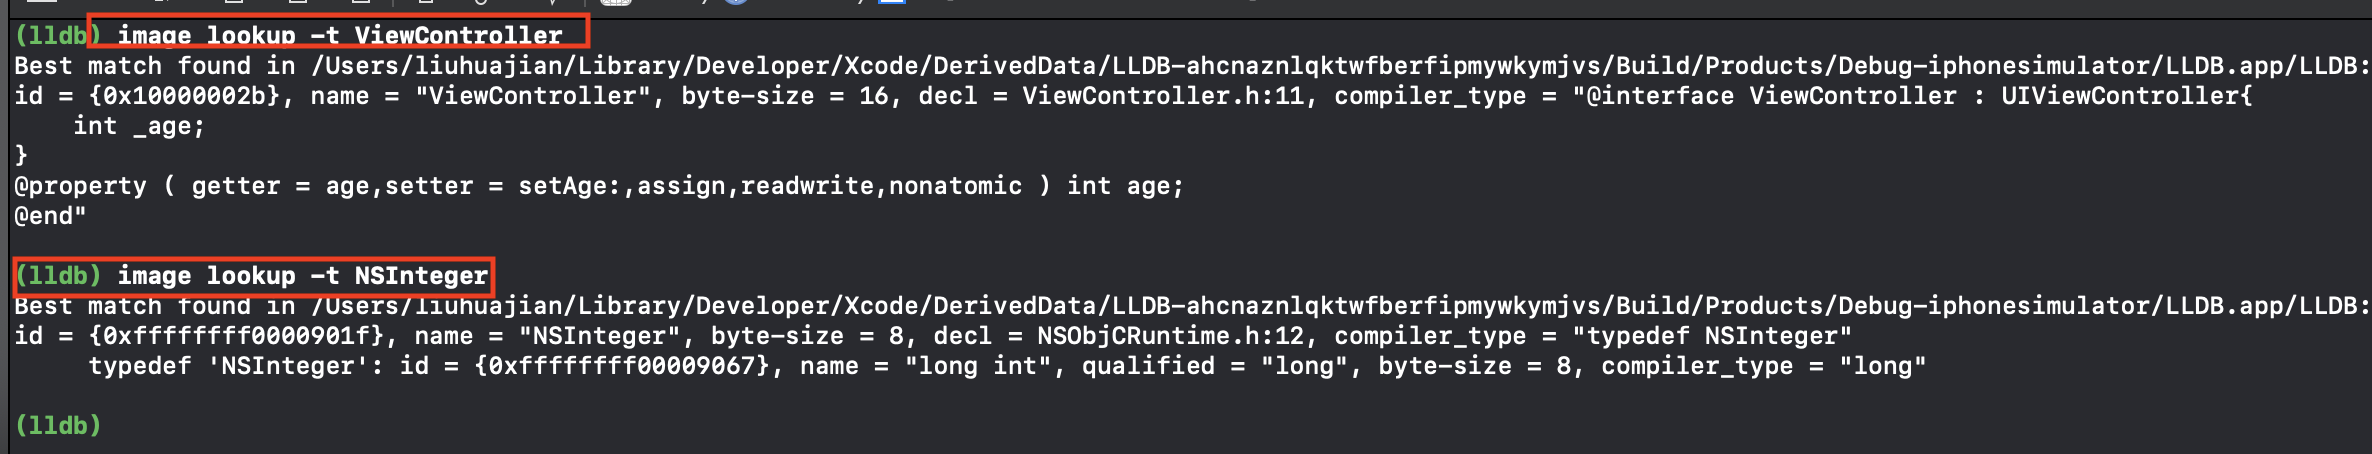 (lldb) image lookup -t ViewController
Best match found in /Users/liuhuajian/Library/Developer/Xcode/DerivedData/LLDB-ahcnaznlqktwfberfipmywkymjvs/Build/Products/Debug-iphonesimulator/LLDB.app/LLDB:
id = {0x10000002b}, name = "ViewController", byte-size = 16, decl = ViewController.h:11, compiler_type = "@interface ViewController : UIViewController{
    int _age;
}
@property ( getter = age,setter = setAge:,assign,readwrite,nonatomic ) int age;
@end"
(lldb) image lookup -t NSInteger
Best match found in /Users/liuhuajian/Library/Developer/Xcode/DerivedData/LLDB-ahcnaznlqktwfberfipmywkymjvs/Build/Products/Debug-iphonesimulator/LLDB.app/LLDB:
id = {0xffffffff0000901f}, name = "NSInteger", byte-size = 8, decl = NSObjCRuntime.h:12, compiler_type = "typedef NSInteger"
     typedef 'NSInteger': id = {0xffffffff00009067}, name = "long int", qualified = "long", byte-size = 8, compiler_type = "long"
(lldb)